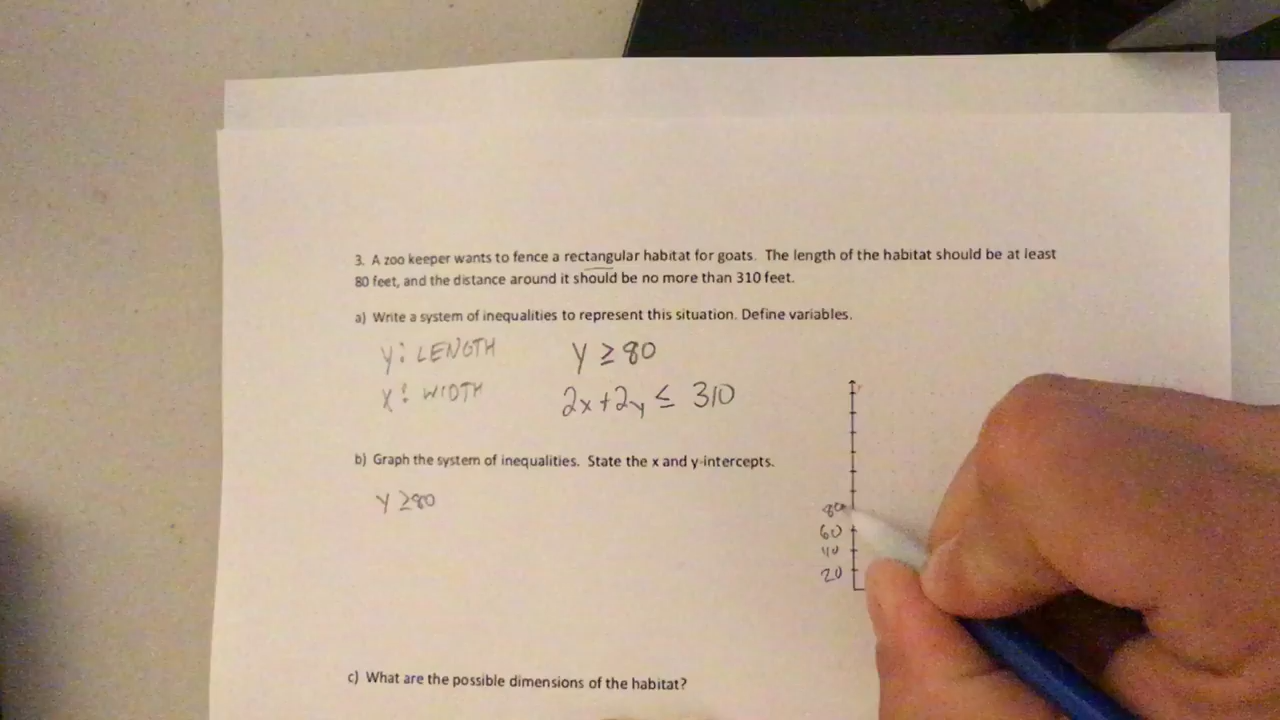 3. A zoo keeper wants to fence a rectangular habitat for goats. The length of the habitat should be at least
80 feet, and the distance around it should be no more than 310 feet.
a) Write a system of inequalities to represent this situation. Define variables.
Y: LENGTH Y ≥ 80
X: WIDTH 2x+2y ≤ 310
b) Graph the system of inequalities. State the x and y-intercepts.
Y ≥80
80
60
40
20
c) What are the possible dimensions of the habitat?